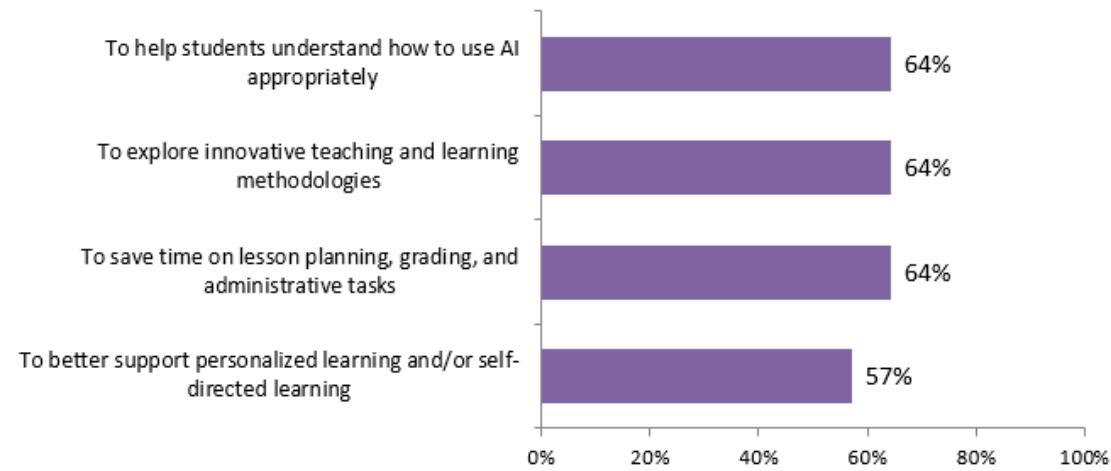 To help students understand how to use AI
appropriately
64%
To explore innovative teaching and learning
methodologies
64%
To save time on lesson planning, grading, and
administrative tasks
64%
To better support personalized learning and/or self-
directed learning
57%
0% 20% 40% 60% 80% 100%